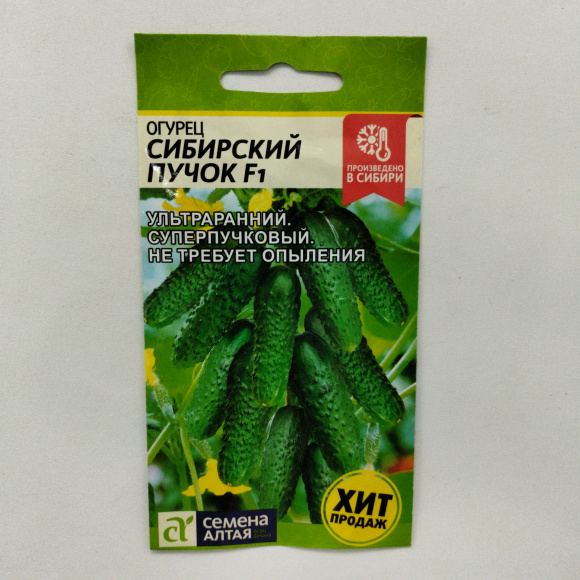 ОГУРЕЦ
СИБИРСКИЙ
ПУЧОК F1
ПРОИЗВЕДЕНО
В СИБИРИ
УЛЬТРАРАННИЙ.
СУПЕРПУЧКОВЫЙ.
НЕ ТРЕБУЕТ ОПЫЛЕНИЯ
ХИТ
ПРОДАЖ
семена
АЛТАЯ